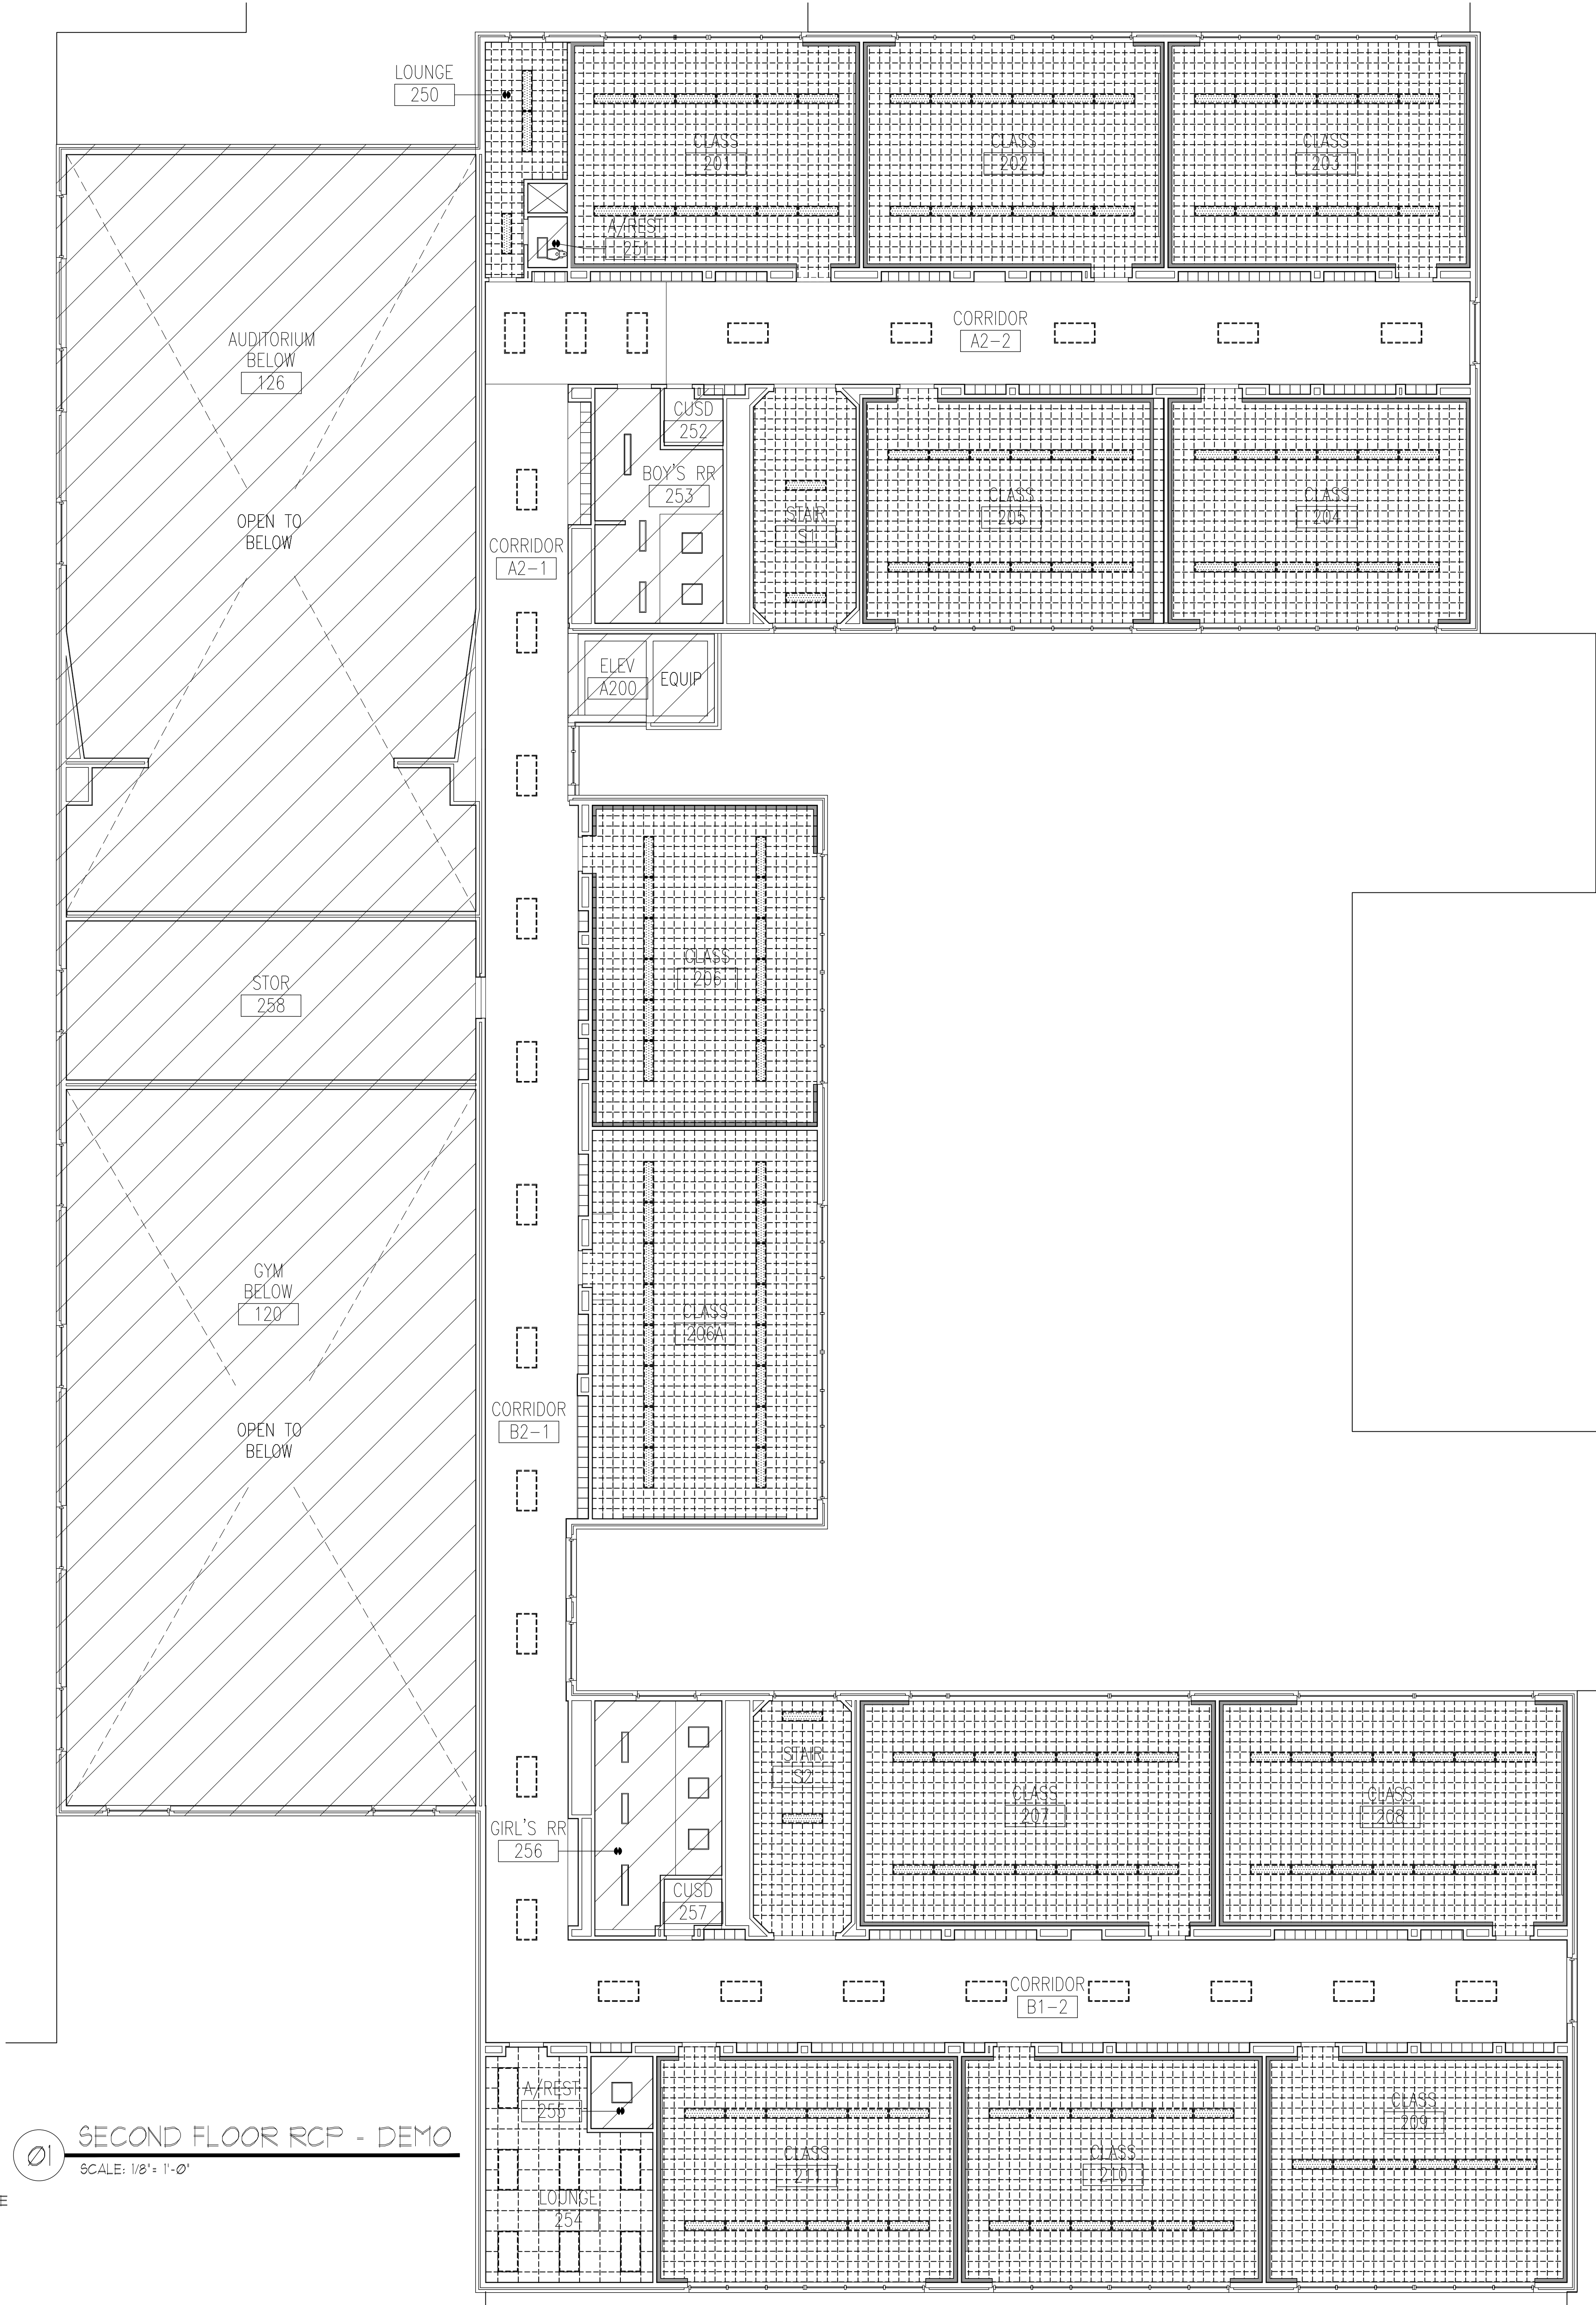 LOUNGE
250
CLASS
201
CLASS
202
CLASS
203
A/REST
251
AUDITORIUM
BELOW
126
CORRIDOR
A2-2
CUSD
252
BOY'S RR
253
STAIR
S1
CLASS
205
CLASS
204
OPEN TO
BELOW
CORRIDOR
A2-1
ELEV
A200
EQUIP
CLASS
206
STOR
258
GYM
BELOW
120
CLASS
206A
CORRIDOR
B2-1
OPEN TO
BELOW
STAIR
S2
CLASS
207
CLASS
208
GIRL'S RR
256
CUSD
257
CORRIDOR
B1-2
A/REST
255
CLASS
209
CLASS
211
CLASS
210
LOUNGE
254
01
SECOND FLOOR RCP - DEMO
SCALE: 1/8"= 1'-0"
E